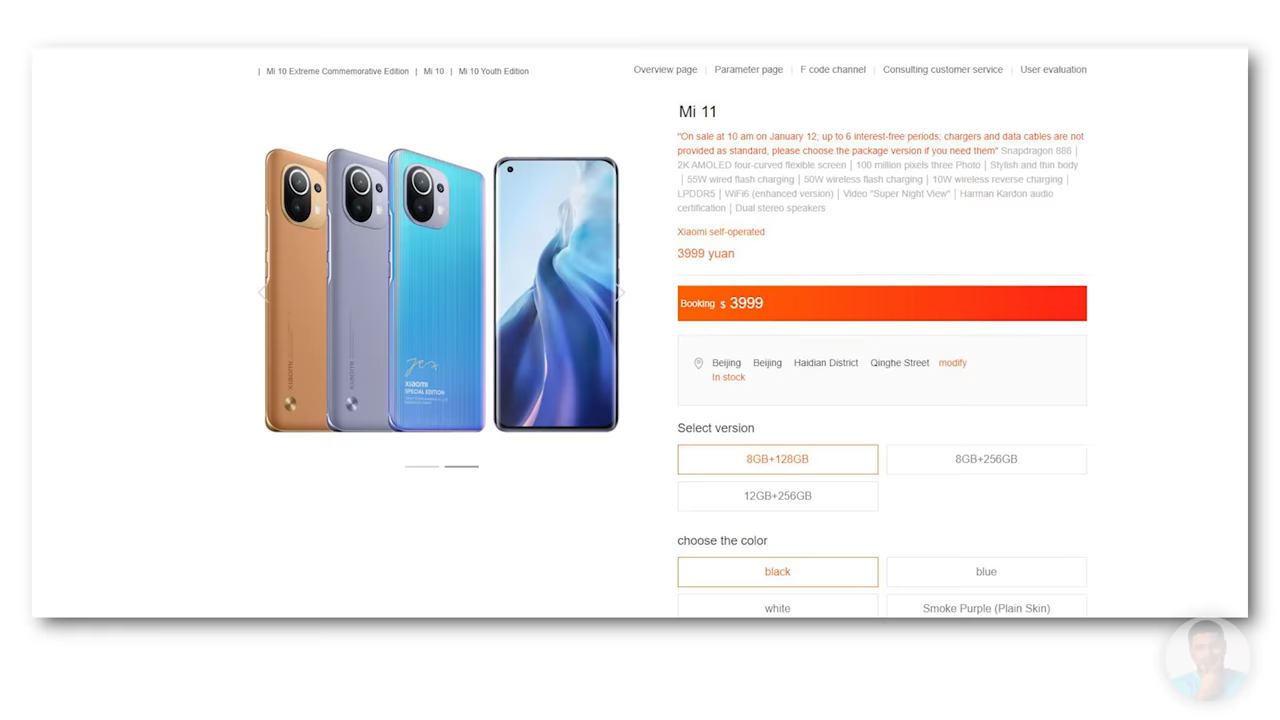 | Mi 10 Extreme Commemorative Edition | Mi 10 | Mi 10 Youth Edition
Overview page | Parameter page | F code channel | Consulting customer service | User evaluation
Mi 11
"On sale at 10 am on January 12; up to 6 interest-free periods; chargers and data cables are not
provided as standard, please choose the package version if you need them" Snapdragon 888 |
2K AMOLED four-curved flexible screen | 100 million pixels three Photo | Stylish and thin body
| 55W wired flash charging | 50W wireless flash charging | 10W wireless reverse charging |
LPDDR5 | WiFi6 (enhanced version) | Video "Super Night View" | Harman Kardon audio
certification | Dual stereo speakers
Xiaomi self-operated
3999 yuan
Booking $ 3999
Beijing Beijing Haidian District Qinghe Street modify
In stock
Select version
8GB+128GB
8GB+256GB
12GB+256GB
choose the color
black
blue
white
Smoke Purple (Plain Skin)
xiaomi
xiaomi
xiaomi
SPECIAL EDITION